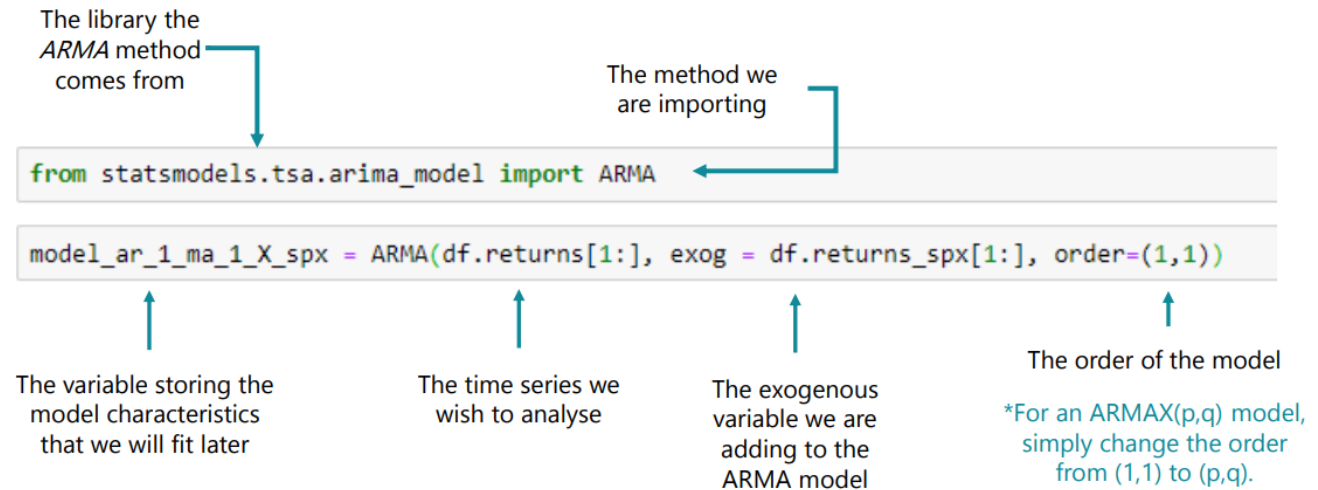 The library the
ARMA method
comes from
The method we
are importing
from statsmodels.tsa.arima_model import ARMA
model_ar_1_ma_1_X_spx = ARMA(df.returns[1:], exog = df.returns_spx[1:], order=(1,1))
The variable storing the
model characteristics
that we will fit later
The time series we
wish to analyse
The exogenous
variable we are
adding to the
ARMA model
The order of the model
*For an ARMAX(p,q) model,
simply change the order
from (1,1) to (p,q).